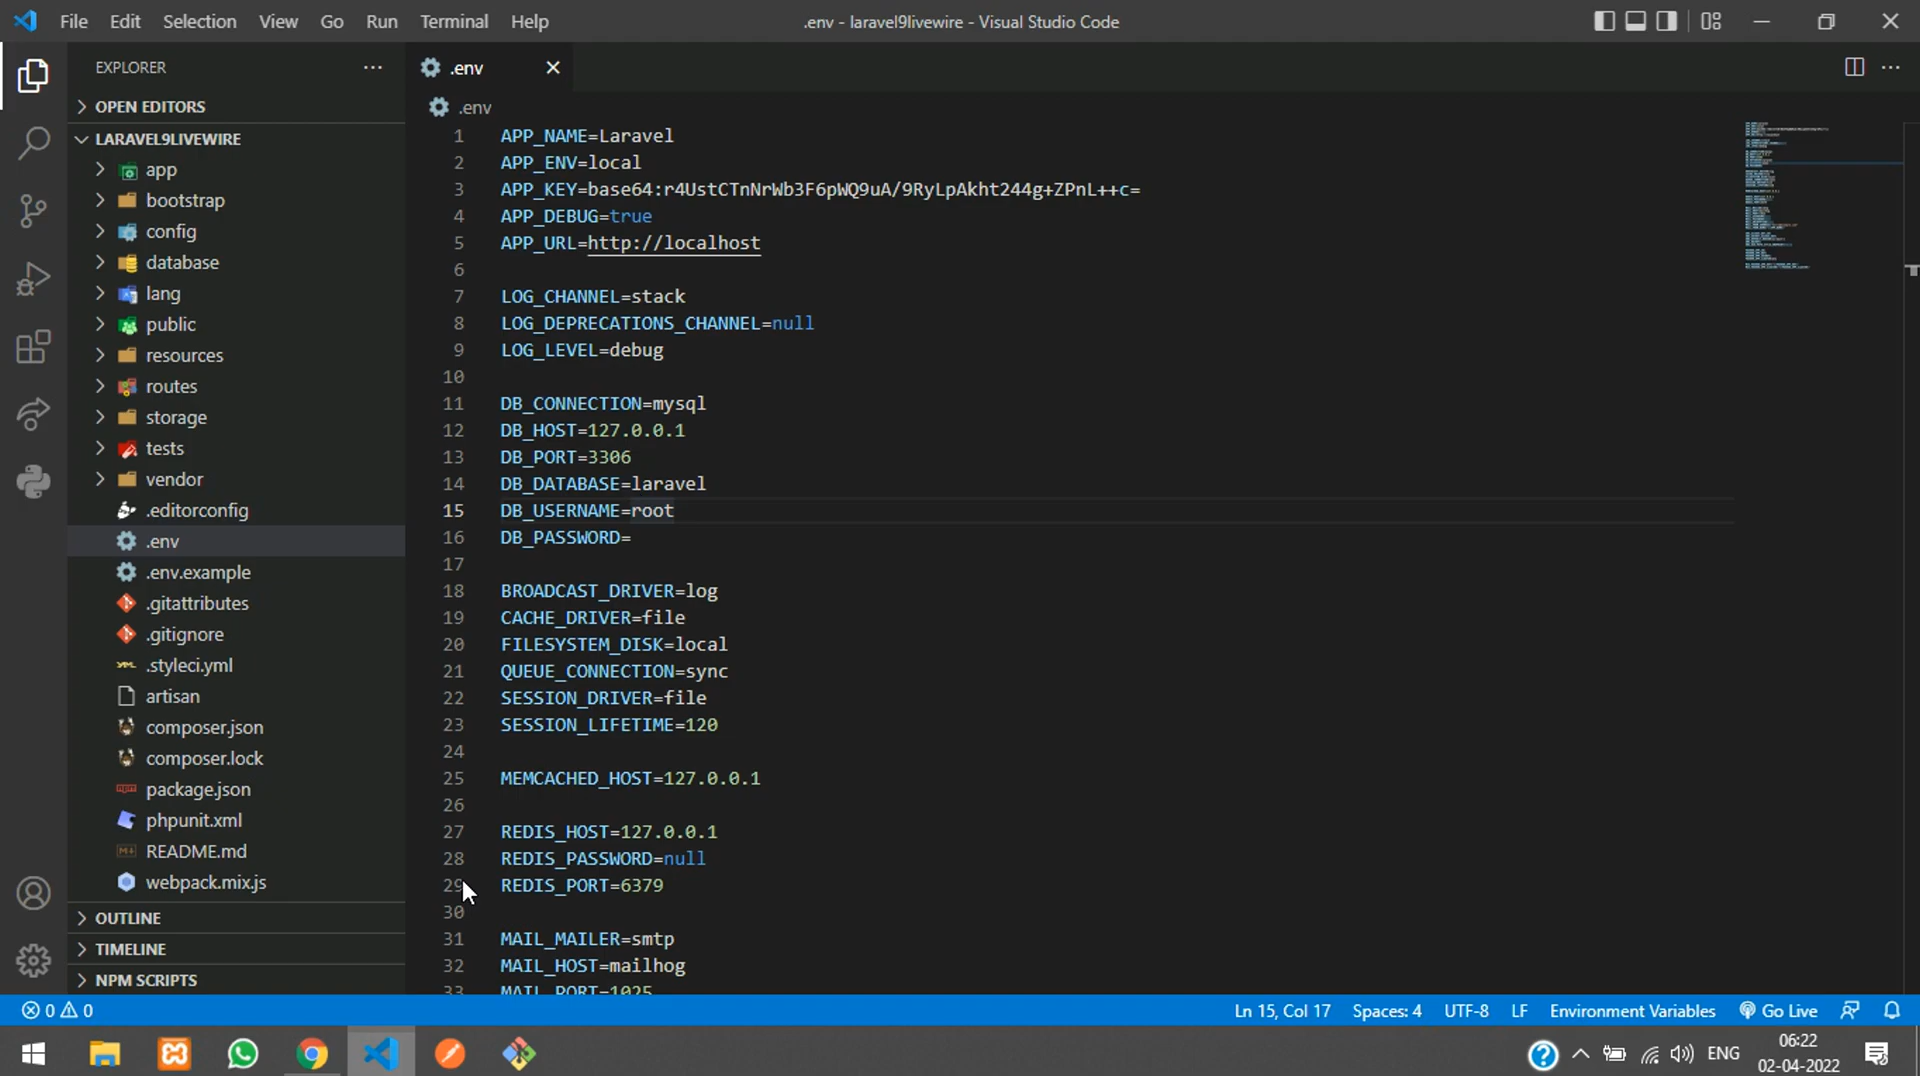 File Edit Selection View Go Run Terminal Help
.env - laravel9livewire - Visual Studio Code
EXPLORER
OPEN EDITORS
LARAVEL9LIVEWIRE
app
bootstrap
config
database
lang
public
resources
routes
storage
tests
vendor
.editorconfig
.env
.env.example
.gitattributes
.gitignore
.styleci.yml
artisan
composer.json
composer.lock
package.json
phpunit.xml
README.md
webpack.mix.js
OUTLINE
TIMELINE
NPM SCRIPTS
.env
.env
1 APP_NAME=Laravel
2 APP_ENV=local
3 APP_KEY=base64:r4UstCTnNrWb3F6pWQ9uA/9RyLpAkht244g+ZPnL++c=
4 APP_DEBUG=true
5 APP_URL=http://localhost
6
7 LOG_CHANNEL=stack
8 LOG_DEPRECATIONS_CHANNEL=null
9 LOG_LEVEL=debug
10
11 DB_CONNECTION=mysql
12 DB_HOST=127.0.0.1
13 DB_PORT=3306
14 DB_DATABASE=laravel
15 DB_USERNAME=root
16 DB_PASSWORD=
17
18 BROADCAST_DRIVER=log
19 CACHE_DRIVER=file
20 FILESYSTEM_DISK=local
21 QUEUE_CONNECTION=sync
22 SESSION_DRIVER=file
23 SESSION_LIFETIME=120
24
25 MEMCACHED_HOST=127.0.0.1
26
27 REDIS_HOST=127.0.0.1
28 REDIS_PASSWORD=null
29 REDIS_PORT=6379
30
31 MAIL_MAILER=smtp
32 MAIL_HOST=mailhog
33 MAIL_PORT=1025
0 0
Ln 15, Col 17 Spaces: 4 UTF-8 LF Environment Variables Go Live
ENG
06:22
02-04-2022